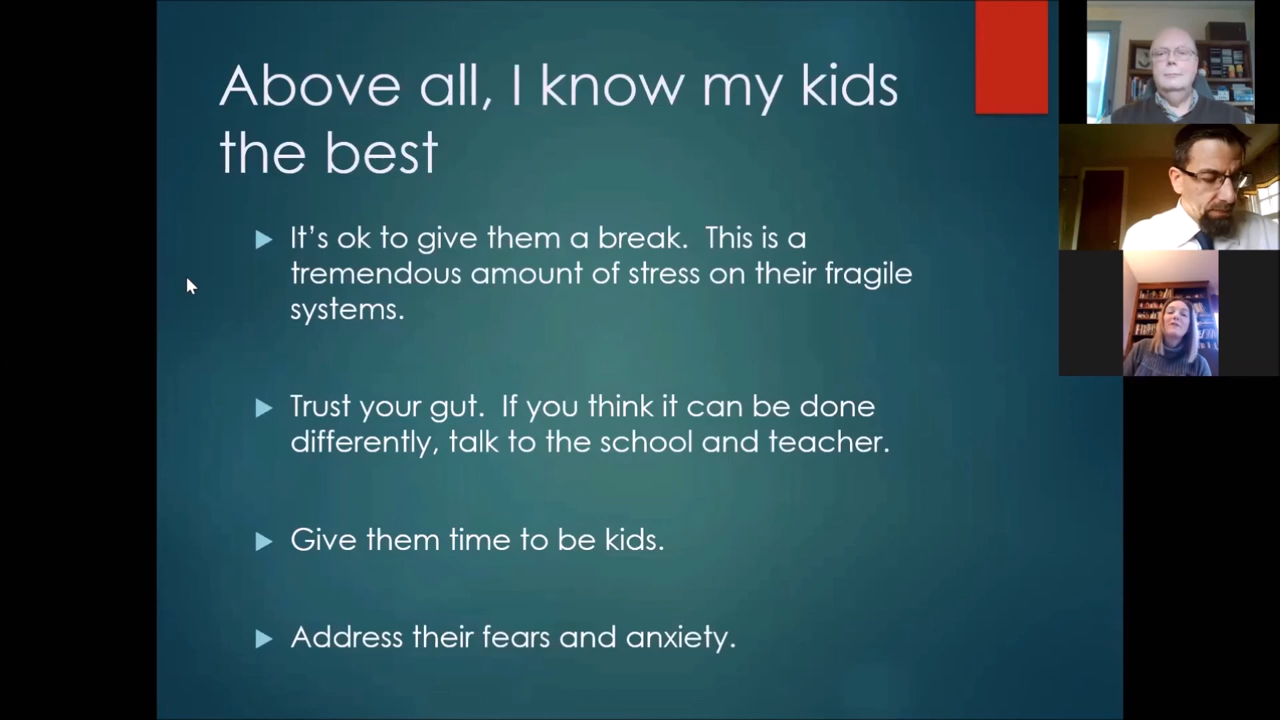 Above all, I know my kids
the best
It’s ok to give them a break.  This is a
tremendous amount of stress on their fragile
systems.
Trust your gut.  If you think it can be done
differently, talk to the school and teacher.
Give them time to be kids.
Address their fears and anxiety.